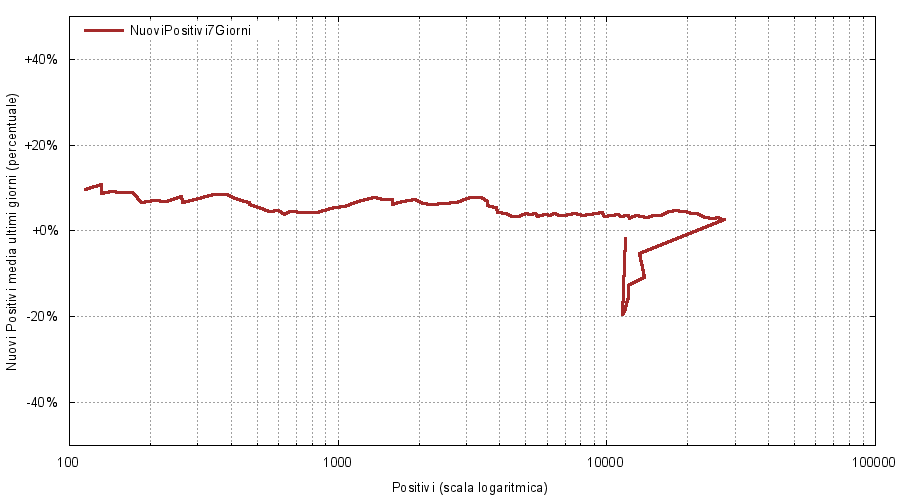 NuoviPositivi7Giorni
+40%
+20%
+0%
-20%
-40%
Nuovi Positivi media ultimi giorni (percentuale)
100 1000 10000 100000
Positivi (scala logaritmica)